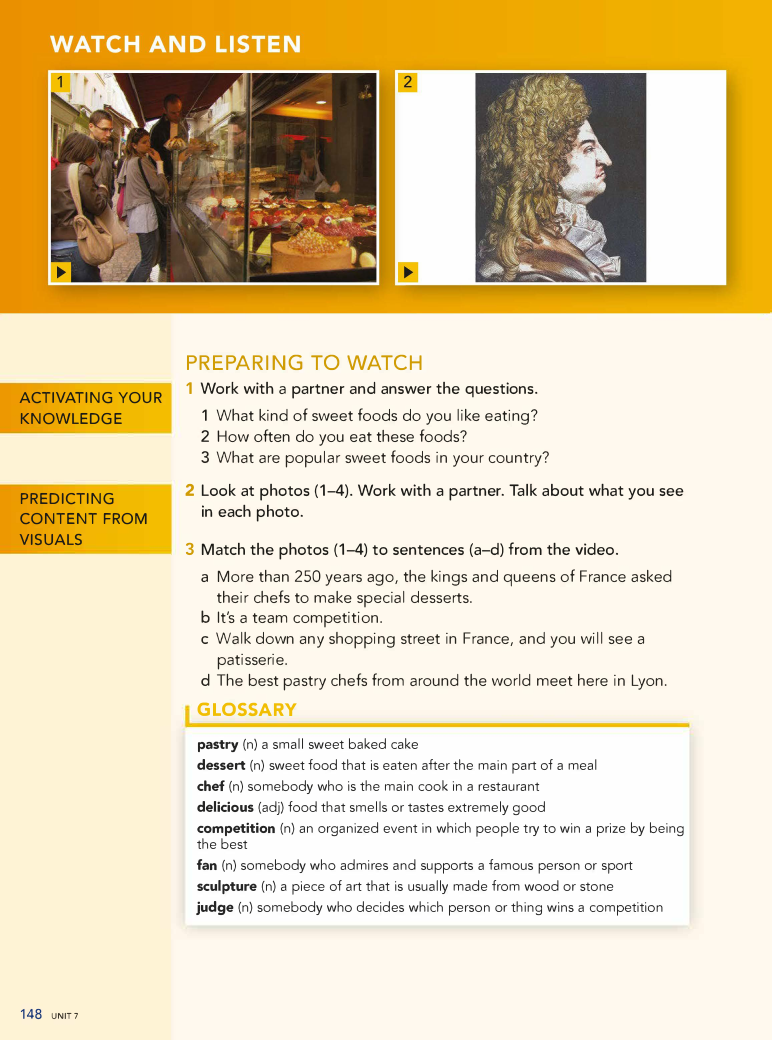 WATCH AND LISTEN
1
2
PREPARING TO WATCH
ACTIVATING YOUR
KNOWLEDGE
1 Work with a partner and answer the questions.
1 What kind of sweet foods do you like eating?
2 How often do you eat these foods?
3 What are popular sweet foods in your country?
PREDICTING
CONTENT FROM
VISUALS
2 Look at photos (1–4). Work with a partner. Talk about what you see
in each photo.
3 Match the photos (1–4) to sentences (a–d) from the video.
a More than 250 years ago, the kings and queens of France asked
their chefs to make special desserts.
b It's a team competition.
c Walk down any shopping street in France, and you will see a
patisserie.
d The best pastry chefs from around the world meet here in Lyon.
GLOSSARY
pastry (n) a small sweet baked cake
dessert (n) sweet food that is eaten after the main part of a meal
chef (n) somebody who is the main cook in a restaurant
delicious (adj) food that smells or tastes extremely good
competition (n) an organized event in which people try to win a prize by being
the best
fan (n) somebody who admires and supports a famous person or sport
sculpture (n) a piece of art that is usually made from wood or stone
judge (n) somebody who decides which person or thing wins a competition
148 UNIT 7